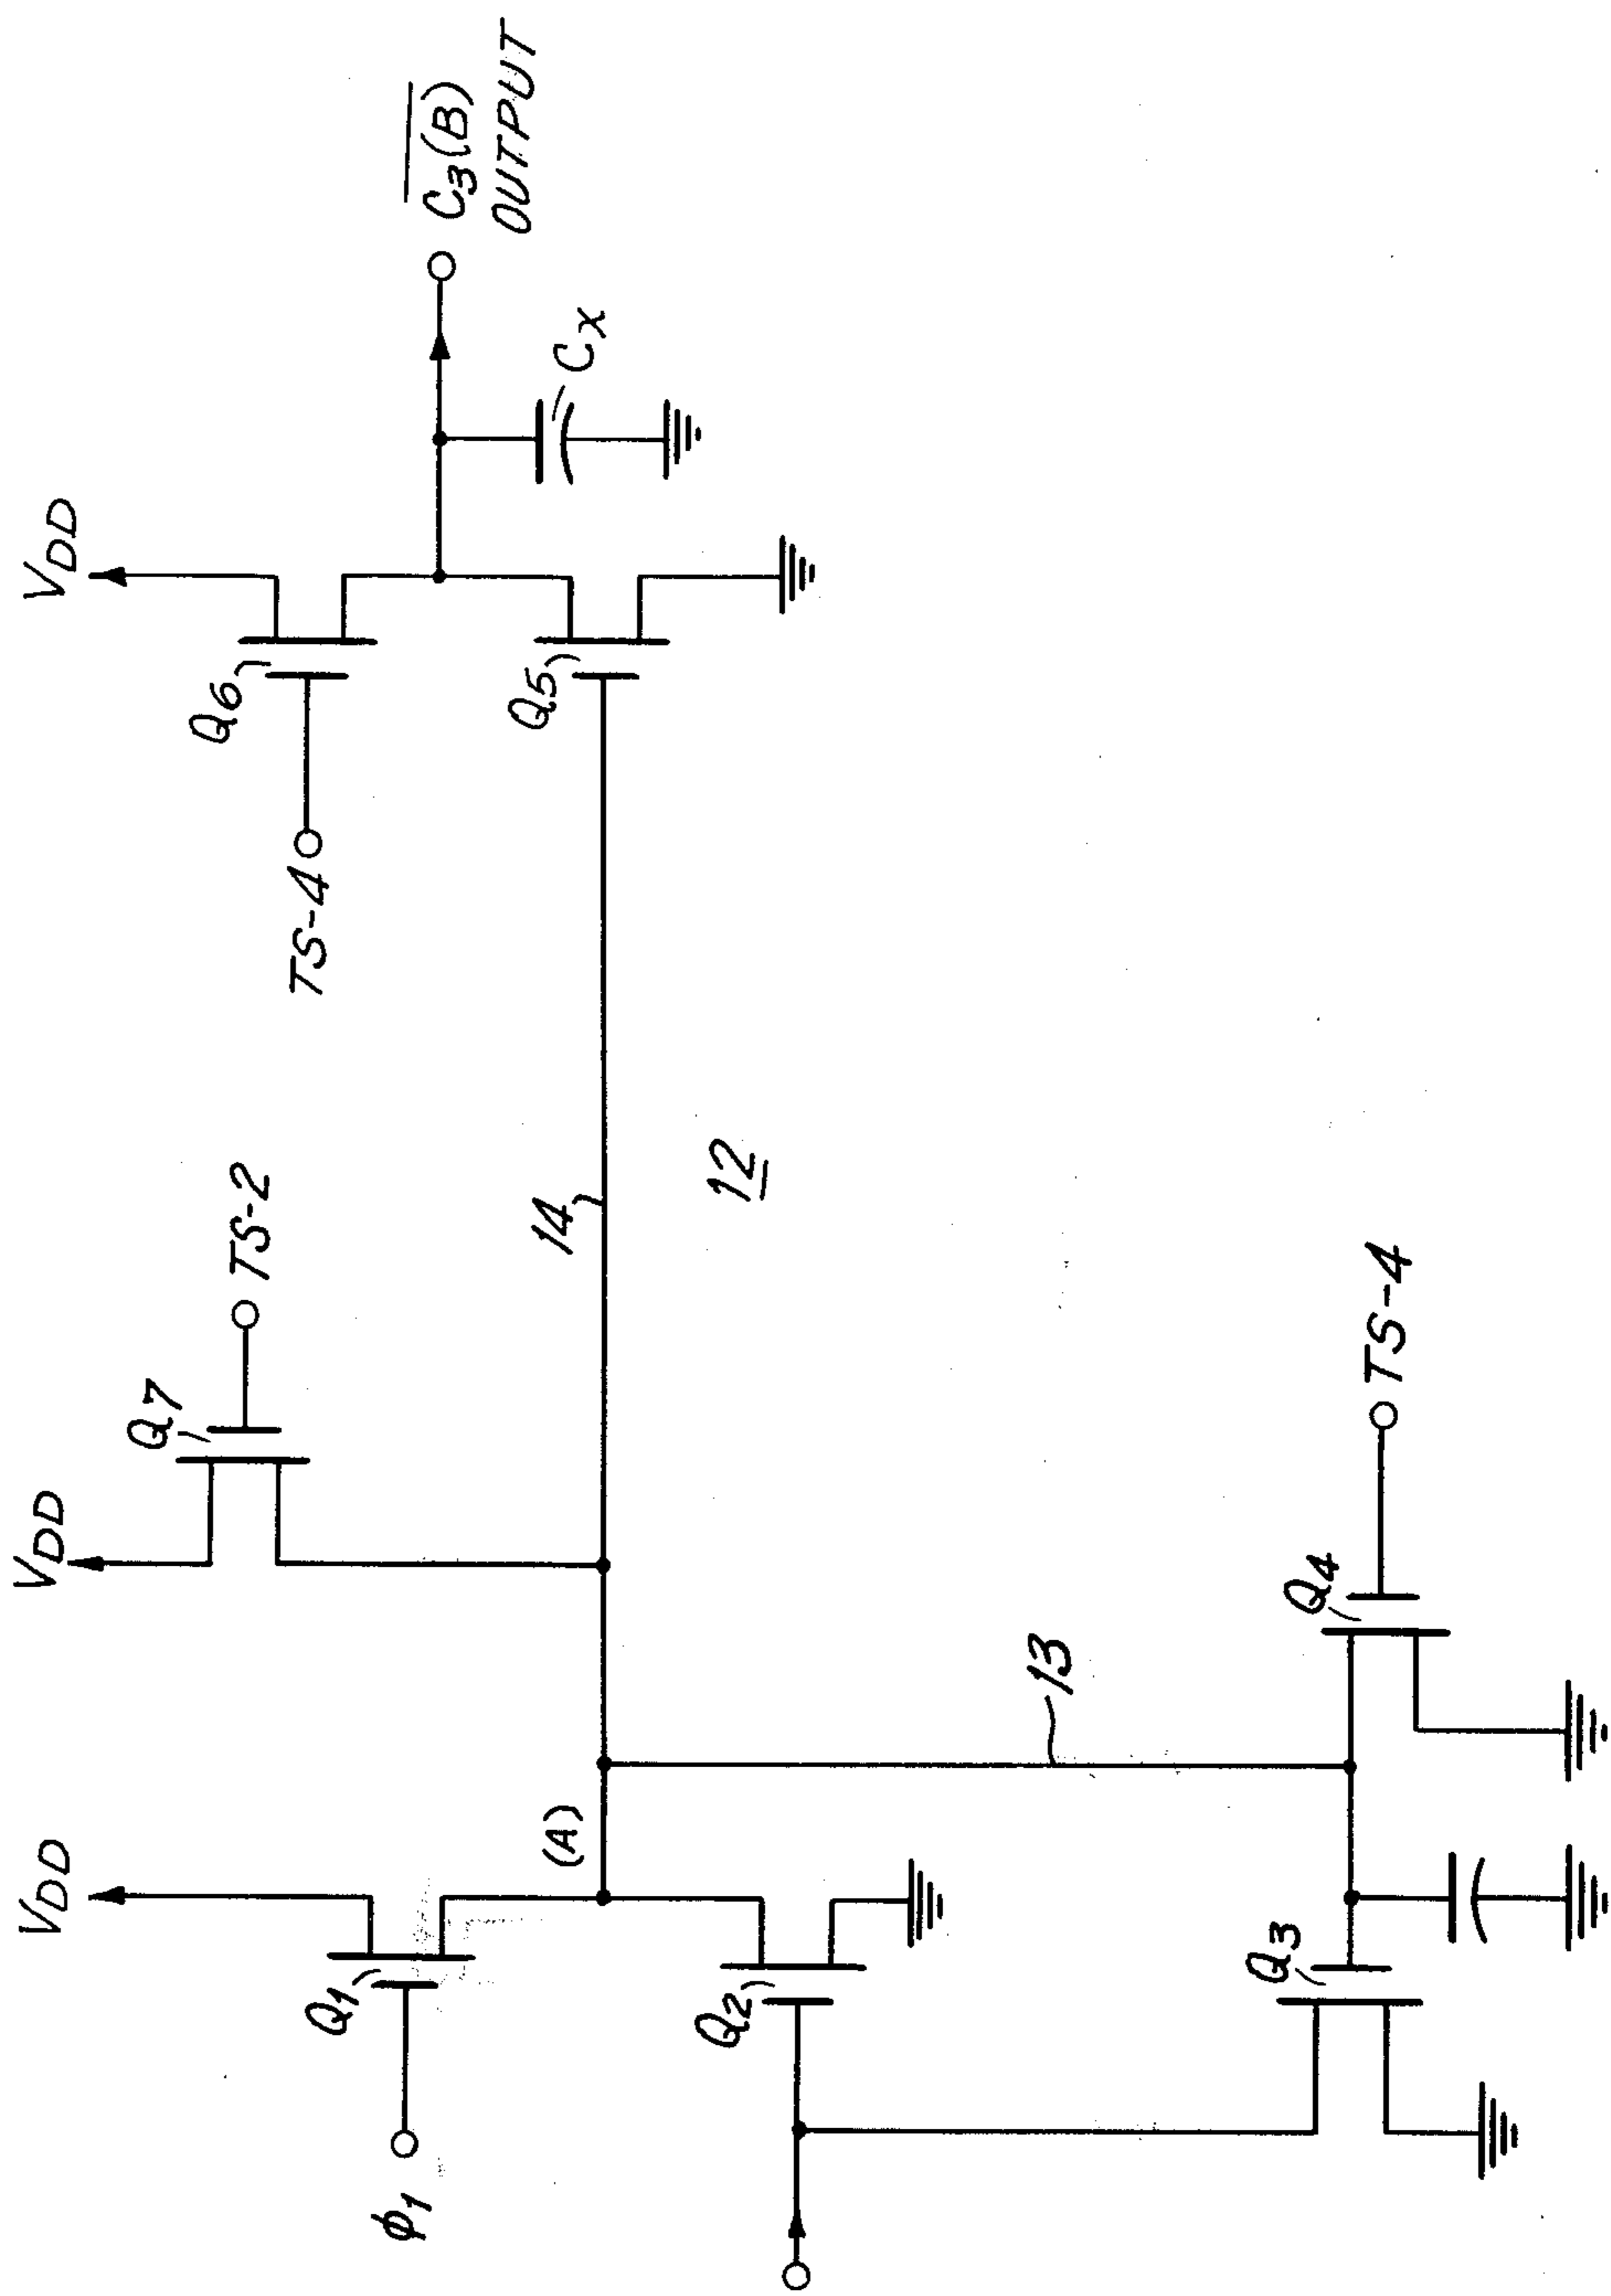 VDD
VDD
VDD
Q7
TS-2
Q6
TS-4
C3(B)
OUTPUT
Q1
ϕ1
(A)
14
Q5
CX
Q2
12
13
Q3
Q4
TS-4